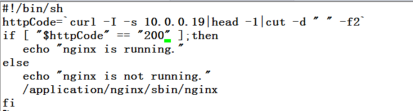 #!/bin/sh
httpCode=`curl -I -s 10.0.0.19|head -1|cut -d " " -f2`
if [ "$httpCode" == "200" ];then
    echo "nginx is running."
else
    echo "nginx is not running."
    /application/nginx/sbin/nginx
fi